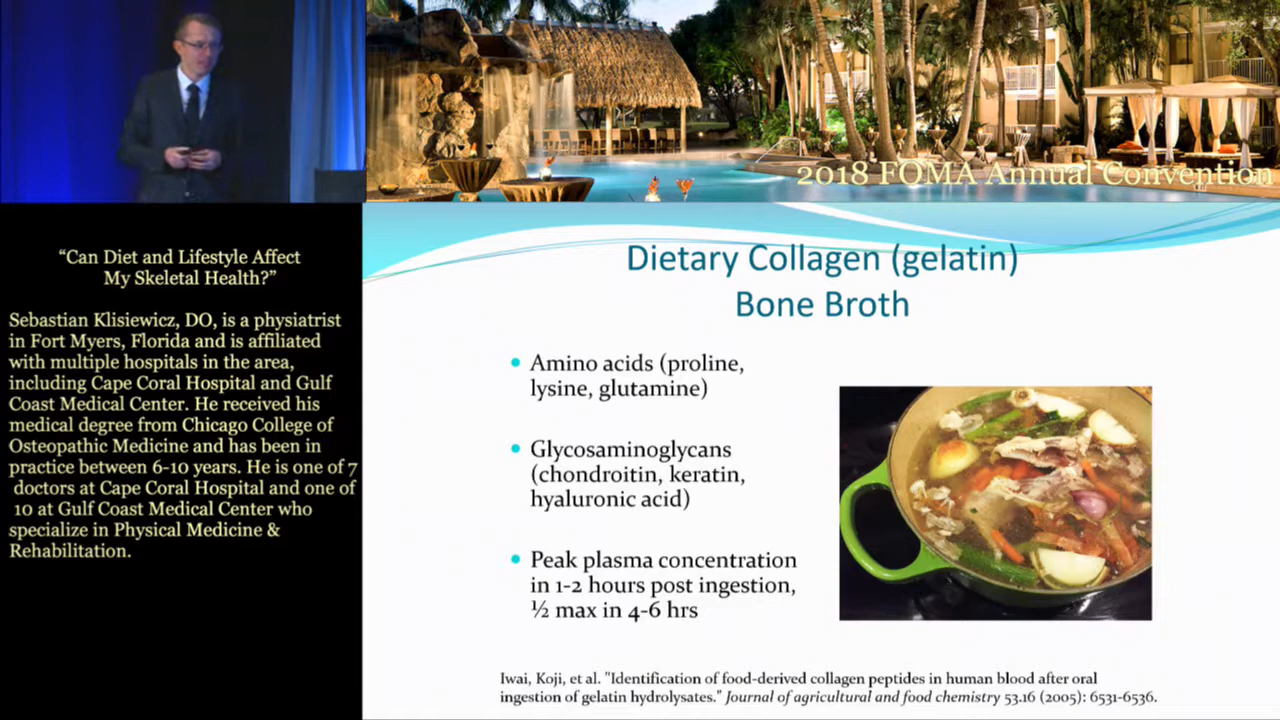 2018 FOMA Annual Convention
“Can Diet and Lifestyle Affect
My Skeletal Health?”
Sebastian Klisiewicz, DO, is a physiatrist
in Fort Myers, Florida and is affiliated
with multiple hospitals in the area,
including Cape Coral Hospital and Gulf
Coast Medical Center. He received his
medical degree from Chicago College of
Osteopathic Medicine and has been in
practice between 6-10 years. He is one of 7
doctors at Cape Coral Hospital and one of
10 at Gulf Coast Medical Center who
specialize in Physical Medicine &
Rehabilitation.
Dietary Collagen (gelatin)
Bone Broth
• Amino acids (proline,
lysine, glutamine)
• Glycosaminoglycans
(chondroitin, keratin,
hyaluronic acid)
• Peak plasma concentration
in 1-2 hours post ingestion,
½ max in 4-6 hrs
Iwai, Koji, et al. "Identification of food-derived collagen peptides in human blood after oral
ingestion of gelatin hydrolysates." Journal of agricultural and food chemistry 53.16 (2005): 6531-6536.